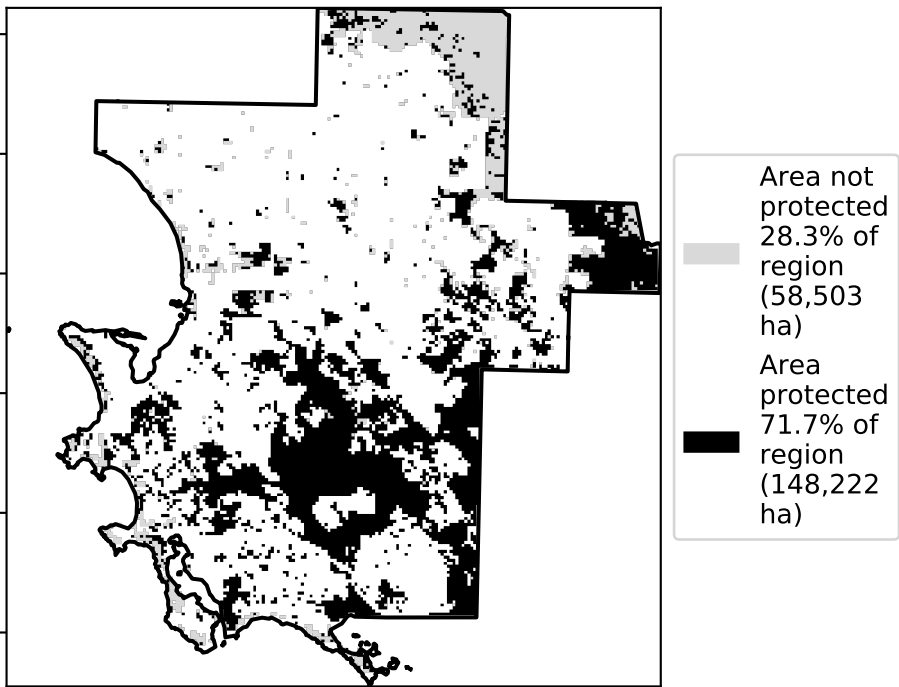 Area not
protected
28.3% of
region
(58,503
ha)
Area
protected
71.7% of
region
(148,222
ha)